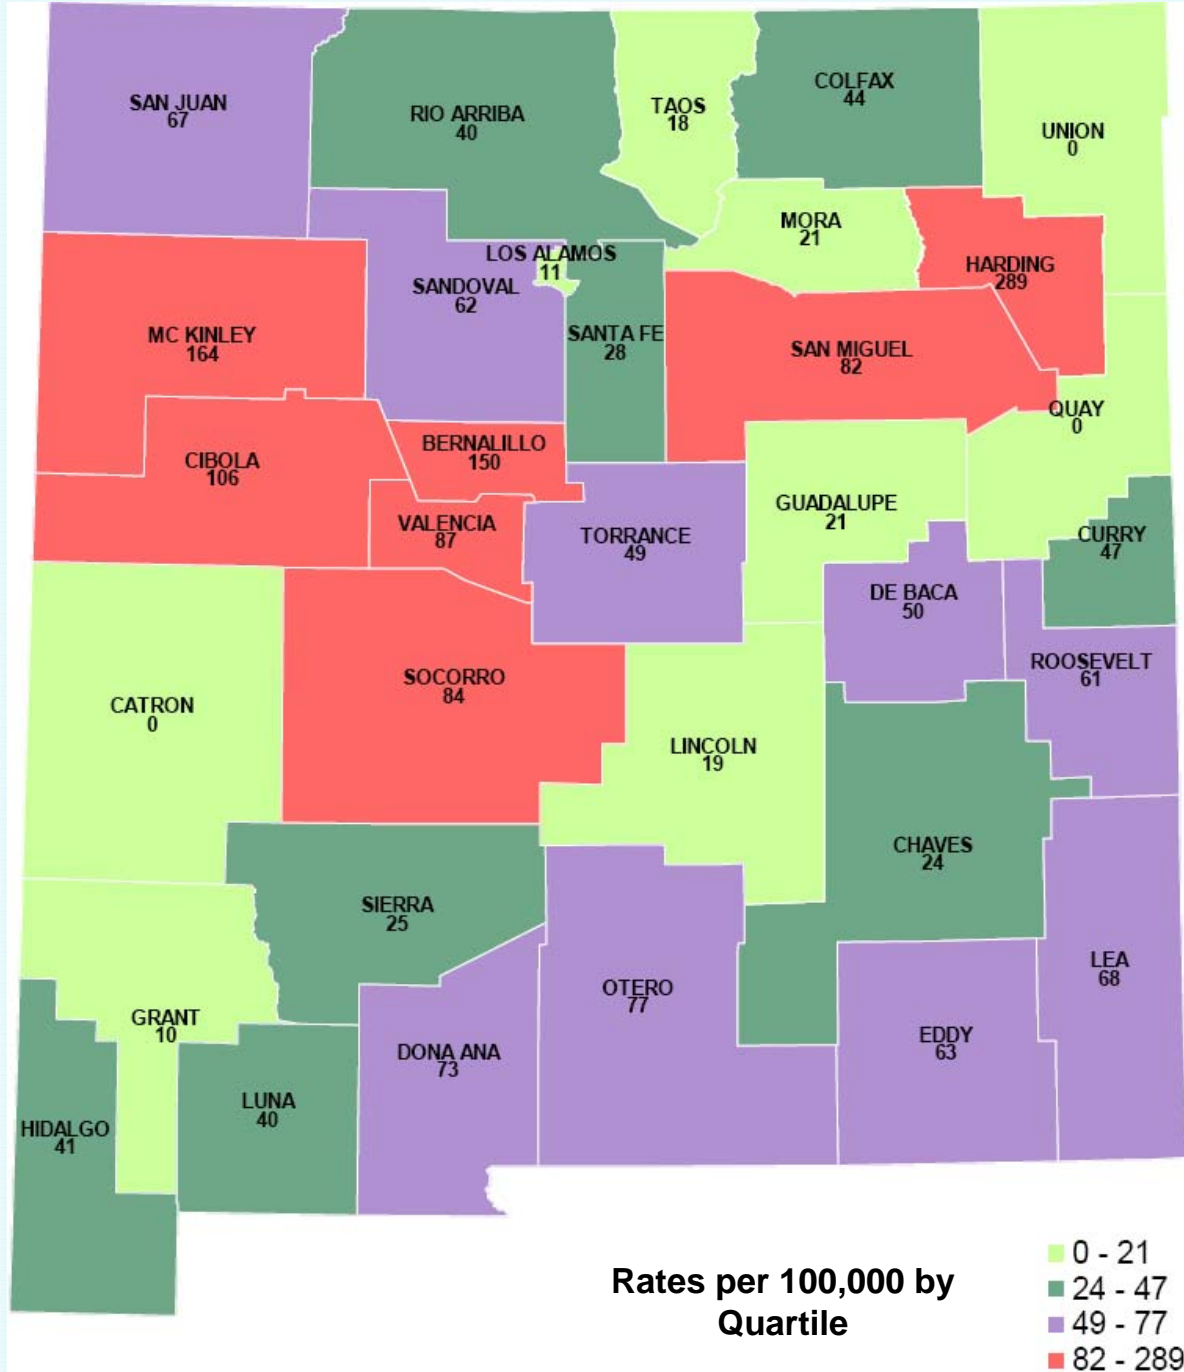 SAN JUAN
67
RIO ARRIBA
40
TAOS
18
COLFAX
44
UNION
0
MORA
21
LOS ALAMOS
11
SANDOVAL
62
HARDING
289
MC KINLEY
164
SANTA FE
28
SAN MIGUEL
82
QUAY
0
BERNALILLO
150
CIBOLA
106
VALENCIA
87
TORRANCE
49
GUADALUPE
21
CURRY
47
DE BACA
50
ROOSEVELT
61
SOCORRO
84
CATRON
0
LINCOLN
19
CHAVES
24
SIERRA
25
LEA
68
OTERO
77
GRANT
10
EDDY
63
DONA ANA
73
LUNA
40
HIDALGO
41
Rates per 100,000 by
Quartile
0 - 21
24 - 47
49 - 77
82 - 289